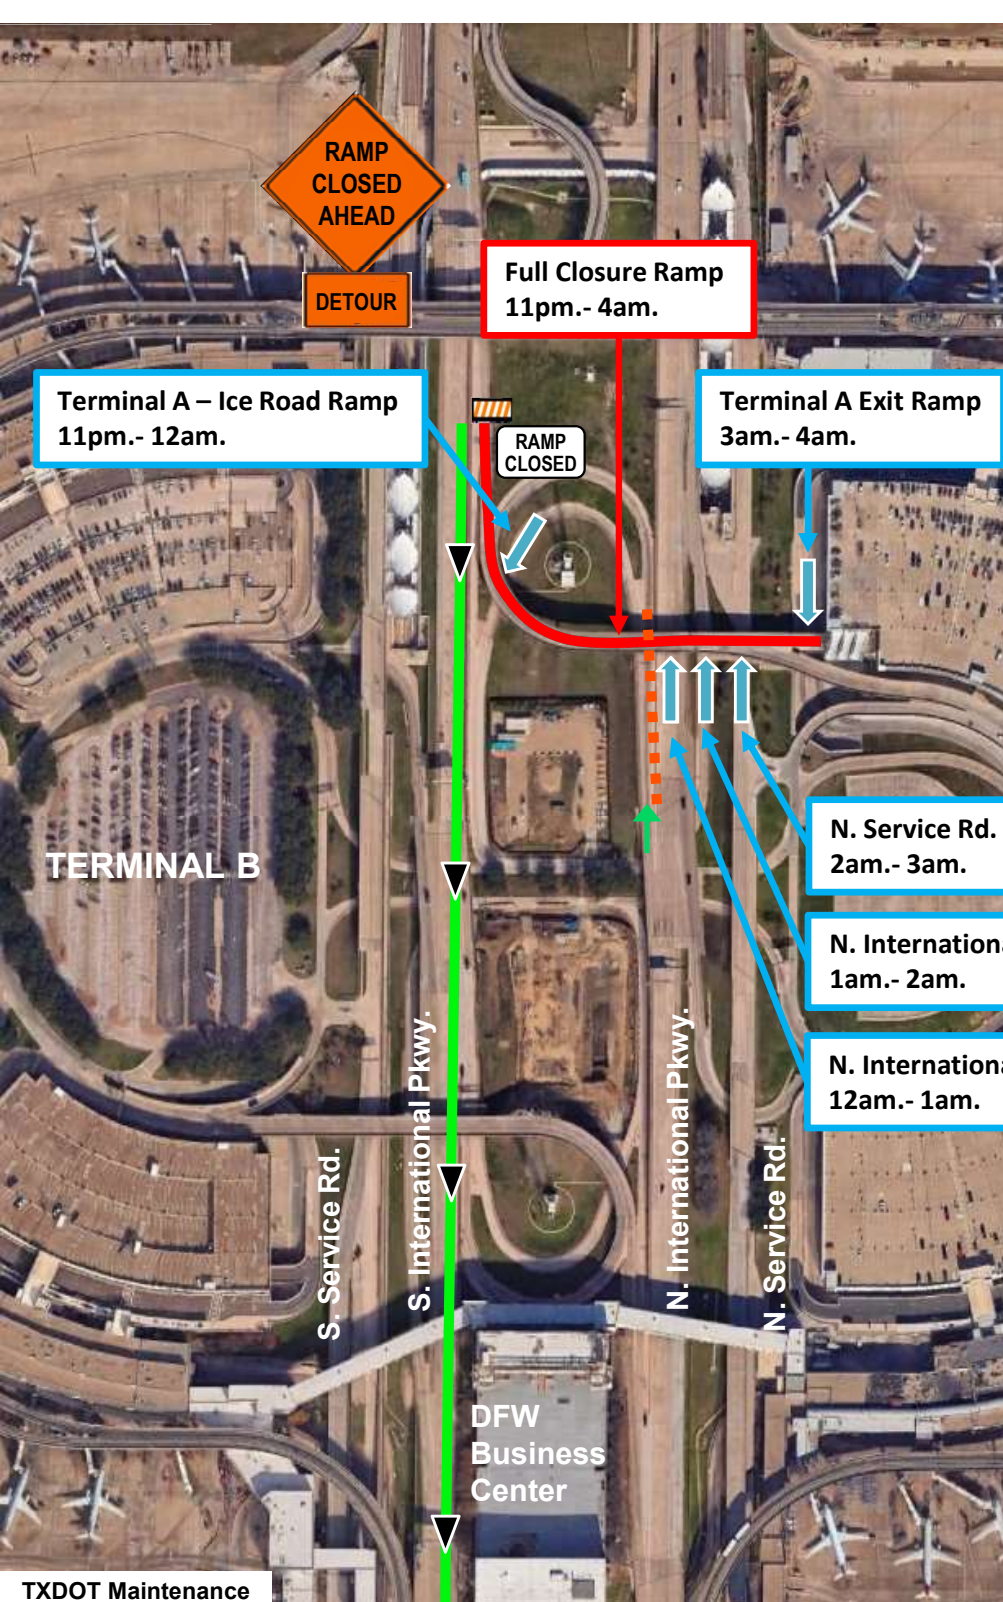 RAMP
CLOSED
AHEAD
DETOUR
Full Closure Ramp
11pm.- 4am.
Terminal A – Ice Road Ramp
11pm.- 12am.
Terminal A Exit Ramp
3am.- 4am.
RAMP
CLOSED
N. Service Rd.
2am.- 3am.
TERMINAL B
N. Internationa
1am.- 2am.
N. Internationa
12am.- 1am.
S. Service Rd.
S. International Pkwy.
N. International Pkwy.
N. Service Rd.
DFW
Business
Center
TXDOT Maintenance